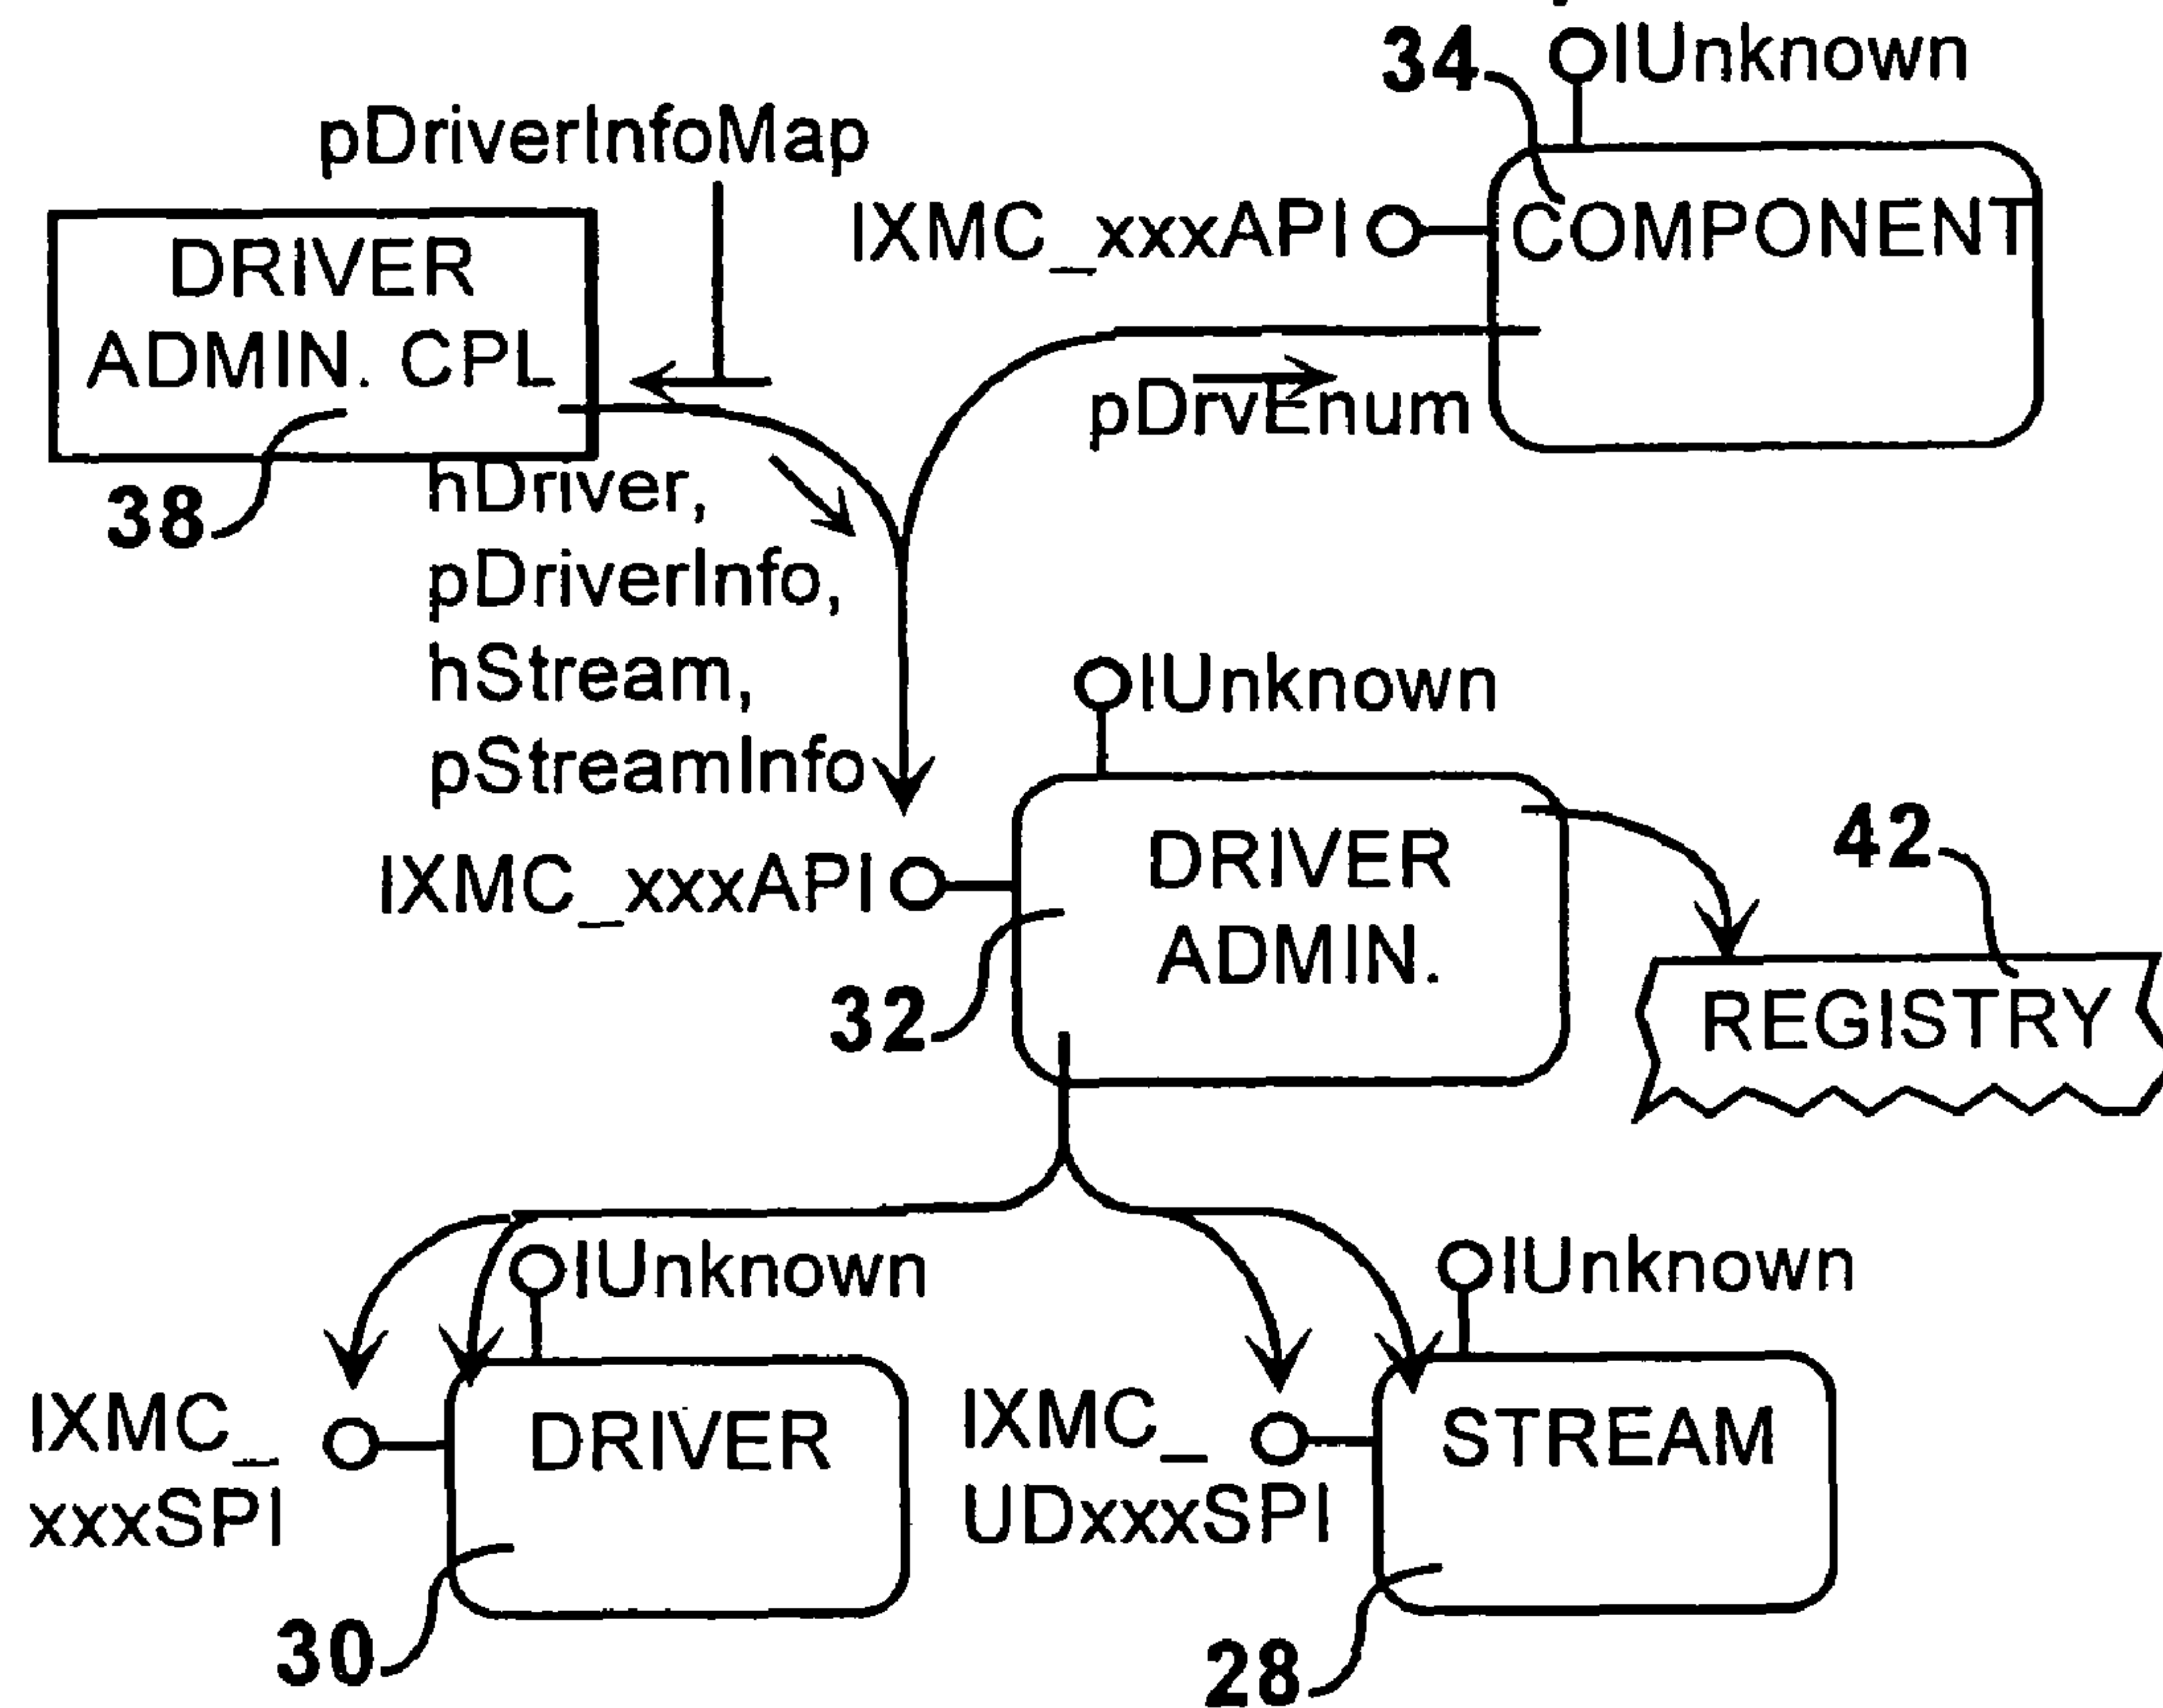 34
IUnknown
pDriverInfoMap
IXMC_xxxAPI
COMPONENT
DRIVER
ADMIN. CPL
pDrvEnum
38
hDriver,
pDriverInfo,
hStream,
pStreamInfo
IUnknown
IXMC_xxxAPI
DRIVER
ADMIN.
42
32
REGISTRY
IUnknown
IUnknown
IXMC_
xxxSPI
DRIVER
IXMC_
UDxxxSPI
STREAM
30
28